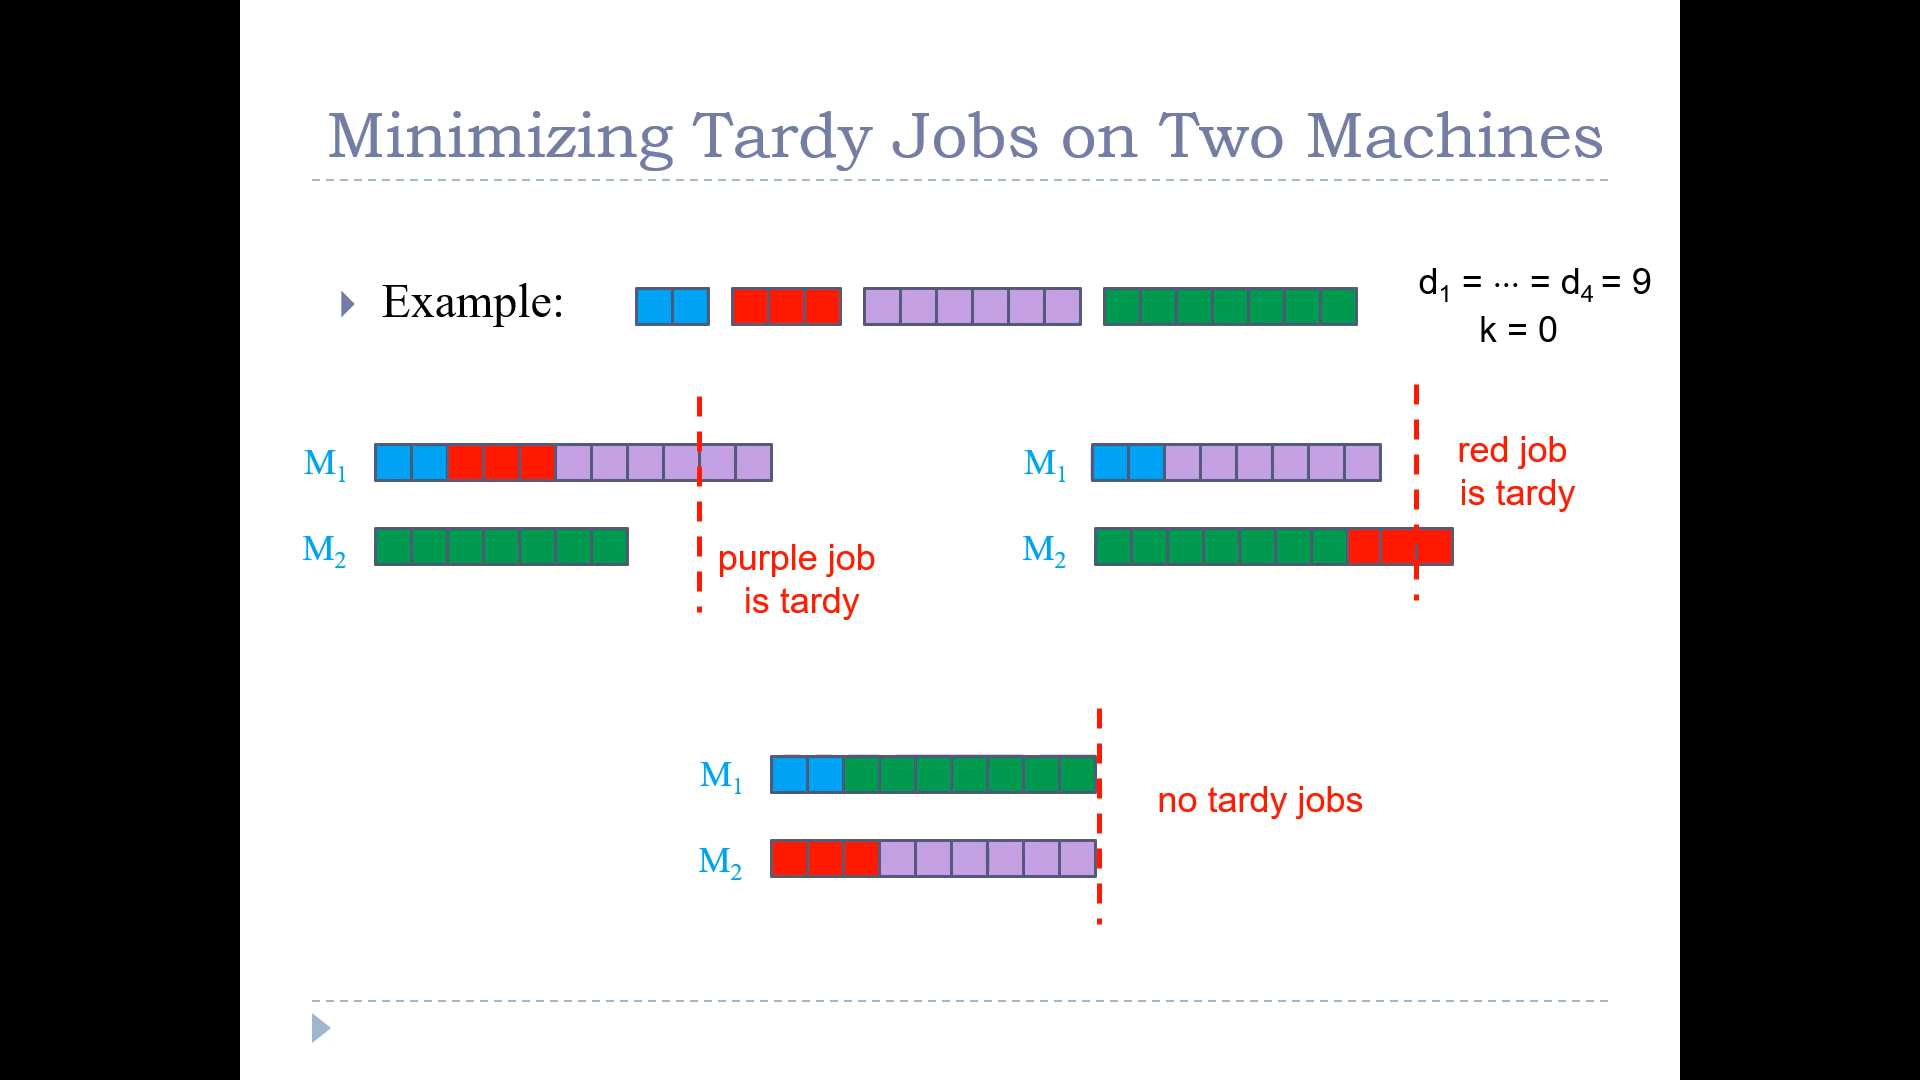 Minimizing Tardy Jobs on Two Machines
Example:
d₁ = ··· = d₄ = 9
k = 0
M₁
M₂
purple job
is tardy
M₁
M₂
red job
is tardy
M₁
M₂
no tardy jobs